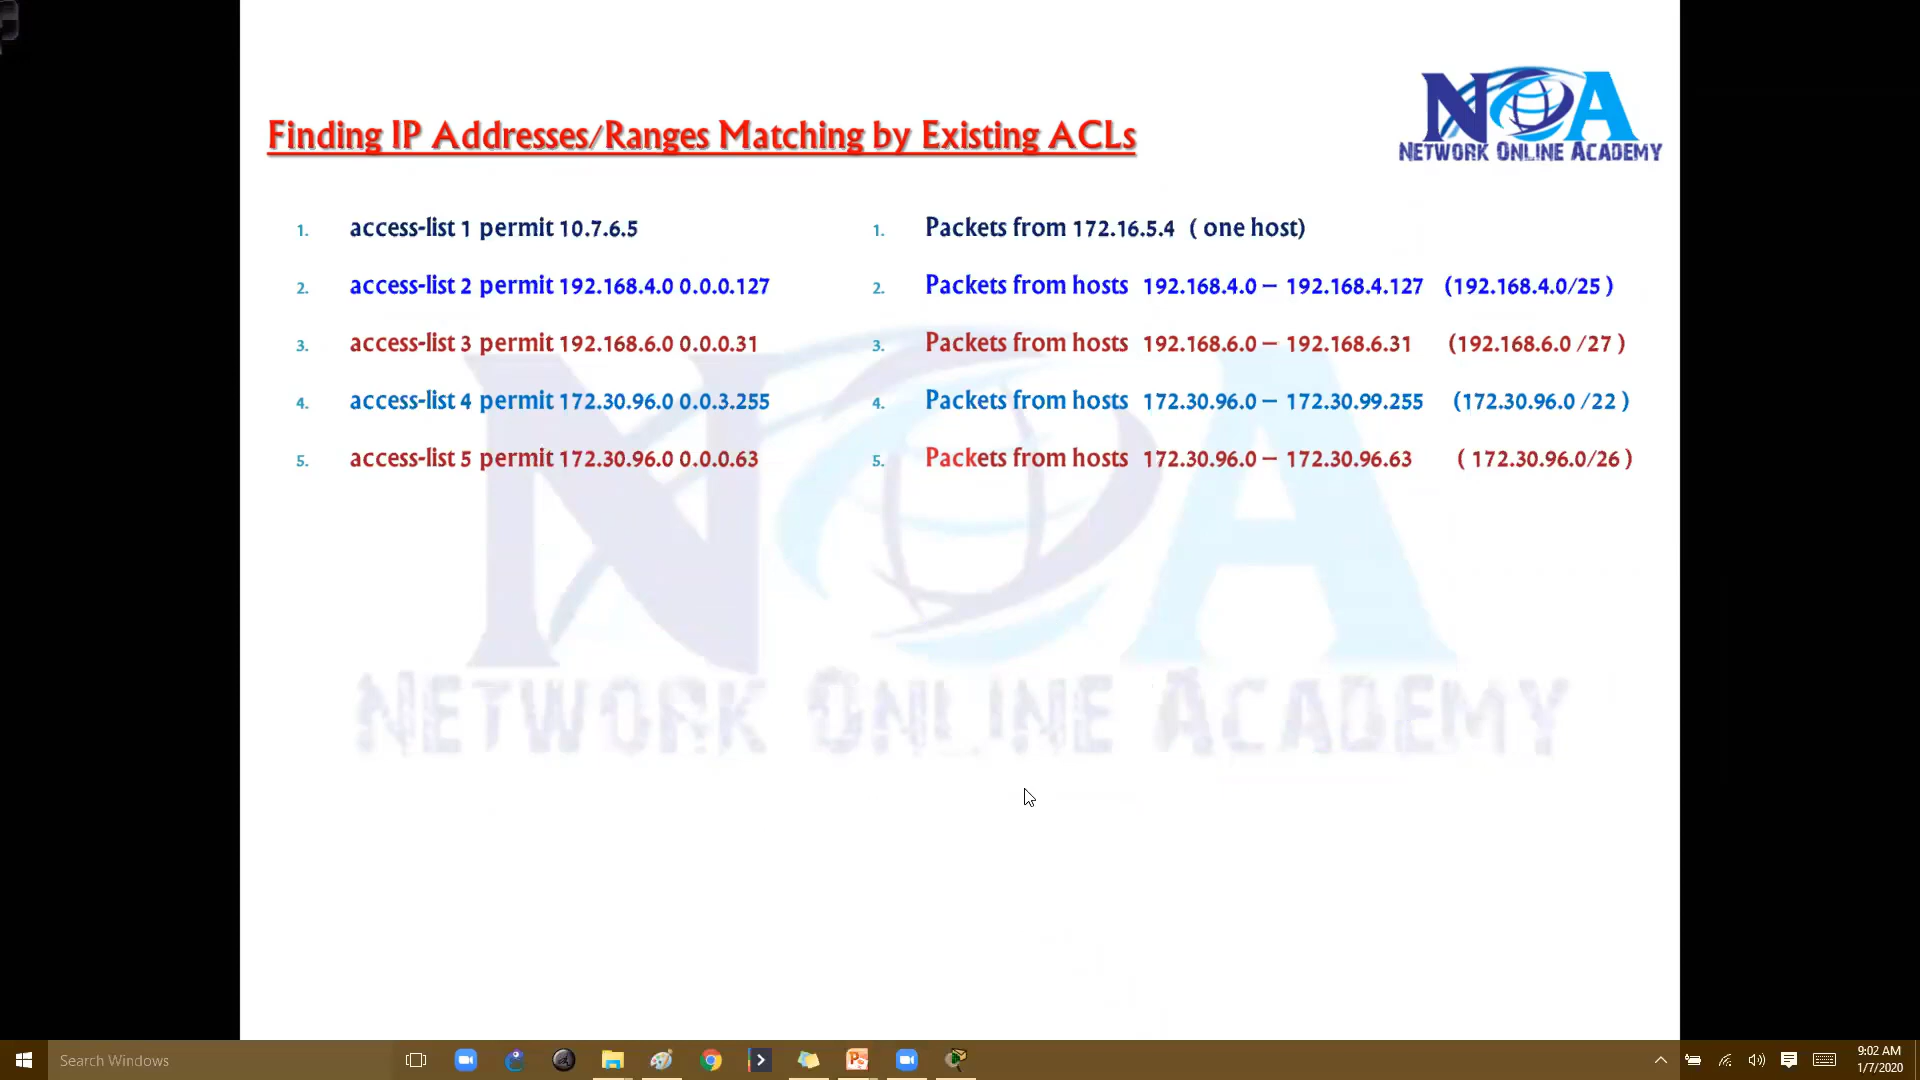 NOA
NETWORK ONLINE ACADEMY
Finding IP Addresses/Ranges Matching by Existing ACLs
1. access-list 1 permit 10.7.6.5
2. access-list 2 permit 192.168.4.0 0.0.0.127
3. access-list 3 permit 192.168.6.0 0.0.0.31
4. access-list 4 permit 172.30.96.0 0.0.3.255
5. access-list 5 permit 172.30.96.0 0.0.0.63
1. Packets from 172.16.5.4 ( one host)
2. Packets from hosts 192.168.4.0 – 192.168.4.127 (192.168.4.0/25 )
3. Packets from hosts 192.168.6.0 – 192.168.6.31 (192.168.6.0 /27 )
4. Packets from hosts 172.30.96.0 – 172.30.99.255 (172.30.96.0 /22 )
5. Packets from hosts 172.30.96.0 – 172.30.96.63 ( 172.30.96.0/26 )
NOA
NETWORK ONLINE ACADEMY
Search Windows
9:02 AM
1/7/2020